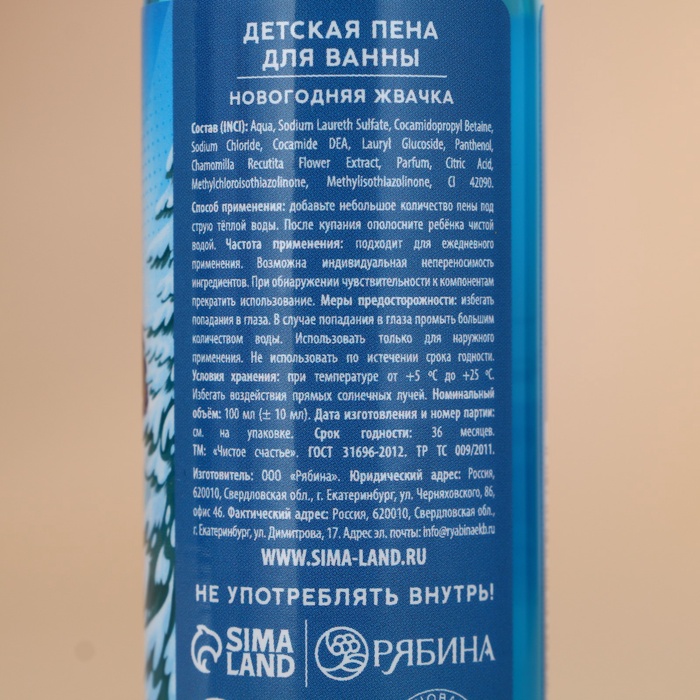 ДЕТСКАЯ ПЕНА
ДЛЯ ВАННЫ
НОВОГОДНЯЯ ЖВАЧКА
Состав (INCI): Aqua, Sodium Laureth Sulfate, Cocamidopropyl Betaine,
Sodium Chloride, Cocamide DEA, Lauryl Glucoside, Panthenol,
Chamomilla Recutita Flower Extract, Parfum, Citric Acid,
Methylchloroisothiazolinone, Methylisothiazolinone, CI 42090.
Способ применения: добавьте небольшое количество пены под
струю тёплой воды. После купания ополосните ребёнка чистой
водой. Частота применения: подходит для ежедневного
применения. Возможна индивидуальная непереносимость
ингредиентов. При обнаружении чувствительности к компонентам
прекратить использование. Меры предосторожности: избегать
попадания в глаза. В случае попадания в глаза промыть большим
количеством воды. Использовать только для наружного
применения. Не использовать по истечении срока годности.
Условия хранения: при температуре от +5 °С до +25 °С.
Избегать воздействия прямых солнечных лучей. Номинальный
объём: 100 мл (± 10 мл). Дата изготовления и номер партии:
см. на упаковке. Срок годности: 36 месяцев.
ТМ: «Чистое счастье». ГОСТ 31696-2012. ТР ТС 009/2011.
Изготовитель: ООО «Рябина». Юридический адрес: Россия,
620010, Свердловская обл., г. Екатеринбург, ул. Черняховского, 86,
офис 46. Фактический адрес: Россия, 620010, Свердловская обл.,
г. Екатеринбург, ул. Димитрова, 17. Адрес эл. почты: info@ryabinaekb.ru
WWW.SIMA-LAND.RU
НЕ УПОТРЕБЛЯТЬ ВНУТРЬ!
SIMA
LAND
РЯБИНА